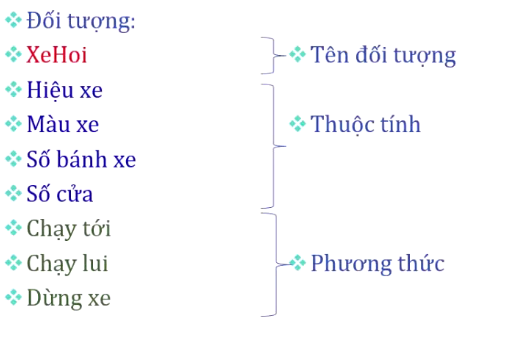 Đối tượng:
XeHoi
Tên đối tượng
Hiệu xe
Màu xe
Thuộc tính
Số bánh xe
Số cửa
Chạy tới
Chạy lui
Phương thức
Dừng xe